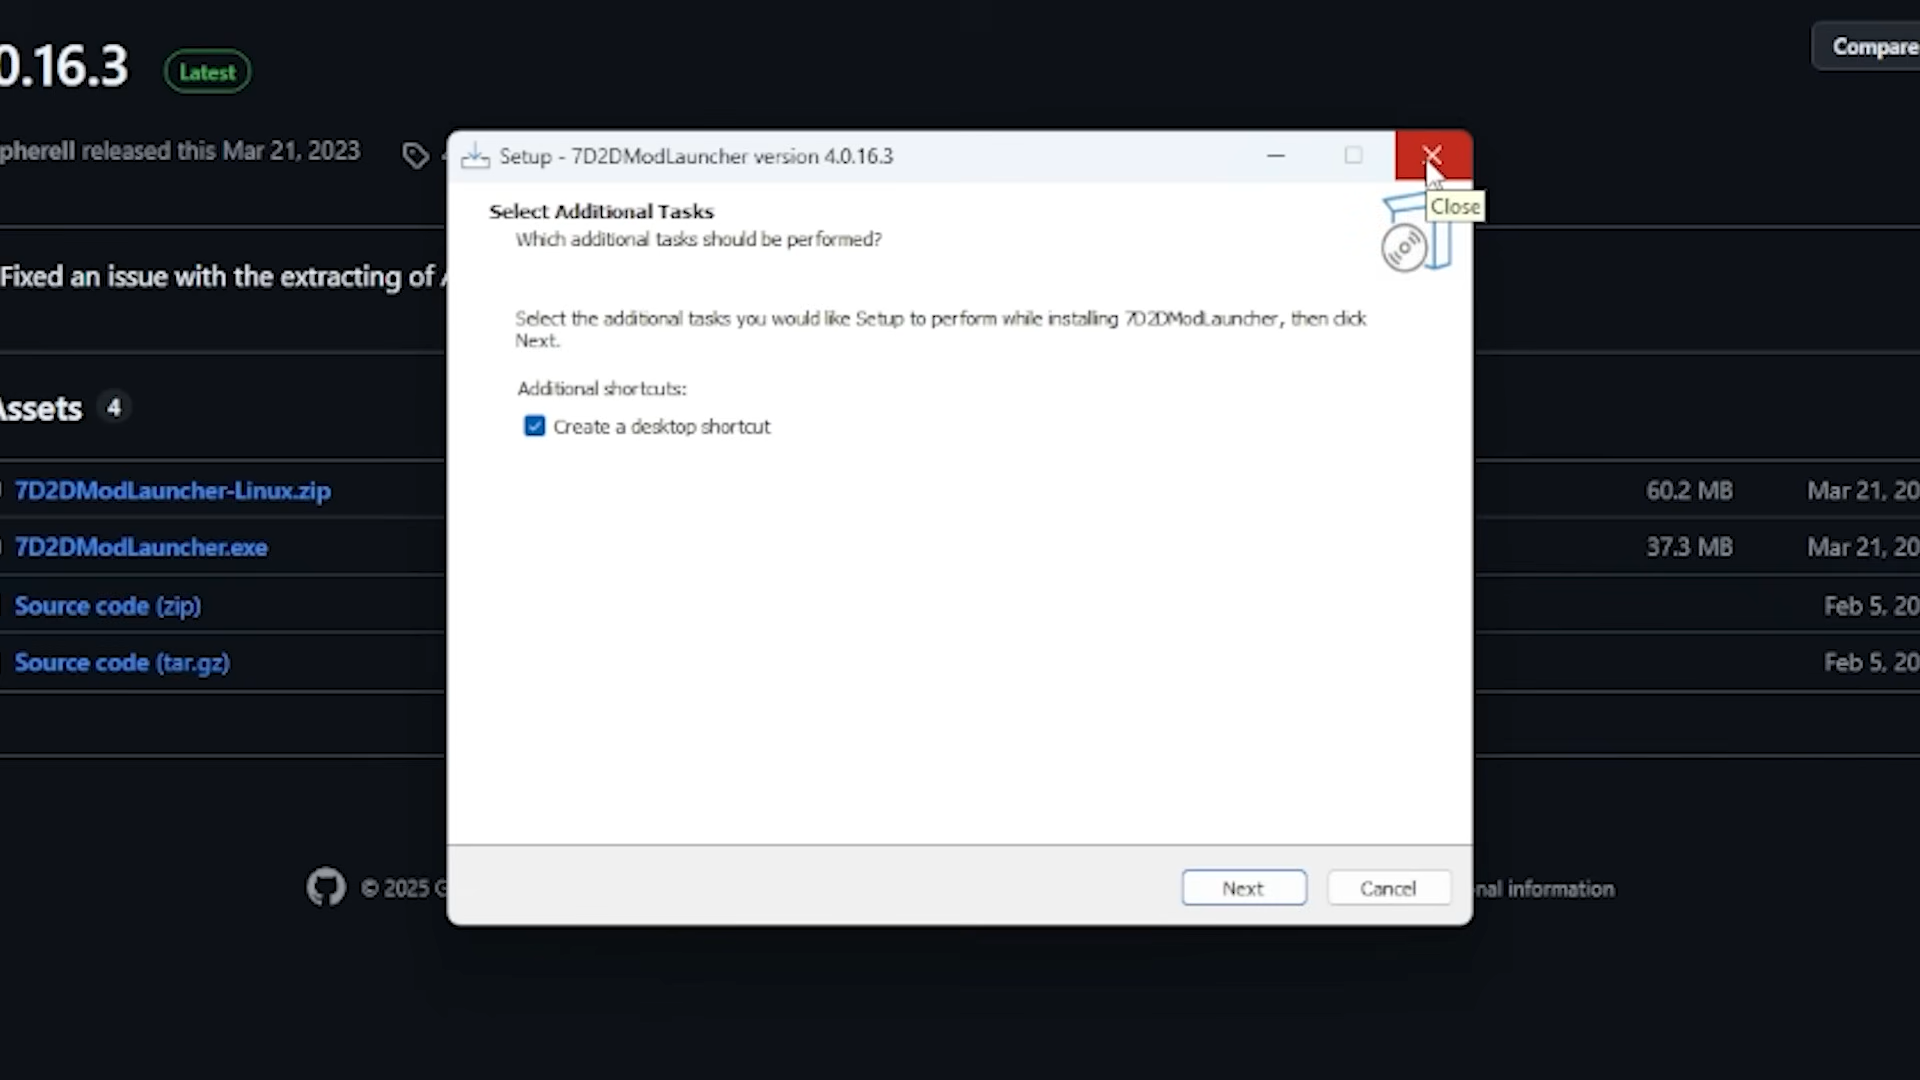 0.16.3
Latest
Compare
pherell released this Mar 21, 2023
Fixed an issue with the extracting of
Assets 4
7D2DModLauncher-Linux.zip
60.2 MB
Mar 21, 20
7D2DModLauncher.exe
37.3 MB
Mar 21, 20
Source code (zip)
Feb 5, 20
Source code (tar.gz)
Feb 5, 20
© 2025 G
nal information
Setup - 7D2DModLauncher version 4.0.16.3
Close
Select Additional Tasks
Which additional tasks should be performed?
Select the additional tasks you would like Setup to perform while installing 7D2DModLauncher, then click
Next.
Additional shortcuts:
Create a desktop shortcut
Next
Cancel